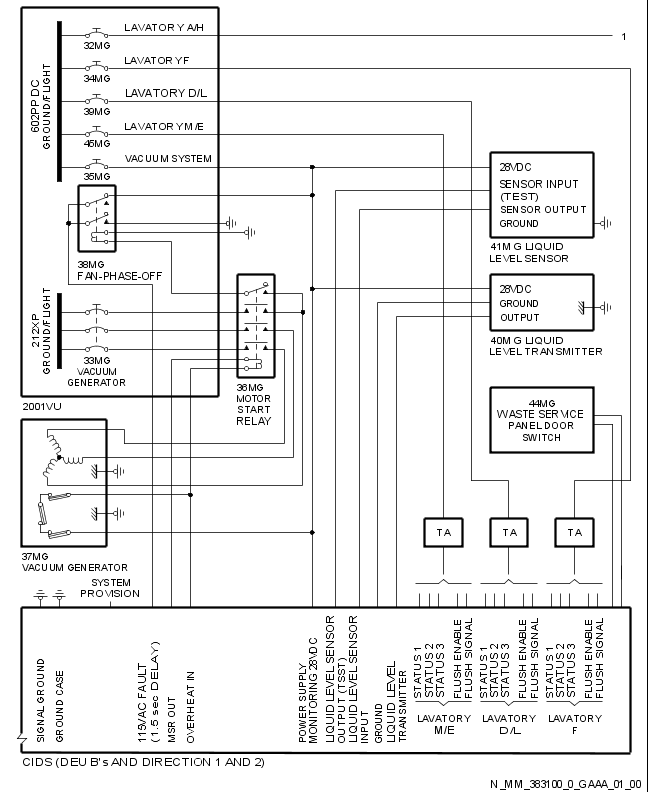 602PP DC
GROUND/FLIGHT
LAVATORY A/H
32MG
1
LAVATORY F
34MG
LAVATORY D/L
39MG
LAVATORY M/E
45MG
VACUUM SYSTEM
35MG
38MG
FAN-PHASE-OFF
212XP
GROUND/FLIGHT
33MG
VACUUM
GENERATOR
2001VU
36MG
MOTOR
START
RELAY
28VDC
SENSOR INPUT
(TEST)
SENSOR OUTPUT
GROUND
41MG LIQUID
LEVEL SENSOR
28VDC
GROUND
OUTPUT
40MG LIQUID
LEVEL TRANSMITTER
44MG
WASTE SERVICE
PANEL DOOR
SWITCH
37MG
VACUUM GENERATOR
TA
TA
TA
SYSTEM
PROVISION
SIGNAL GROUND
GROUND CASE
115VAC FAULT
(1.5 sec DELAY)
MSR OUT
OVERHEAT IN
POWER SUPPLY
MONITORING 28VDC
LIQUID LEVEL SENSOR
OUTPUT (TSST)
LIQUID LEVEL SENSOR
INPUT
GROUND
LIQUID LEVEL
TRANSMITTER
STATUS 1
STATUS 2
STATUS 3
FLUSH ENABLE
FLUSH SIGNAL
LAVATORY
M/E
STATUS 1
STATUS 2
STATUS 3
FLUSH ENABLE
FLUSH SIGNAL
LAVATORY
D/L
STATUS 1
STATUS 2
STATUS 3
FLUSH ENABLE
FLUSH SIGNAL
LAVATORY
F
CIDS (DEU B's AND DIRECTION 1 AND 2)
N_MM_383100_0_GAAA_01_00